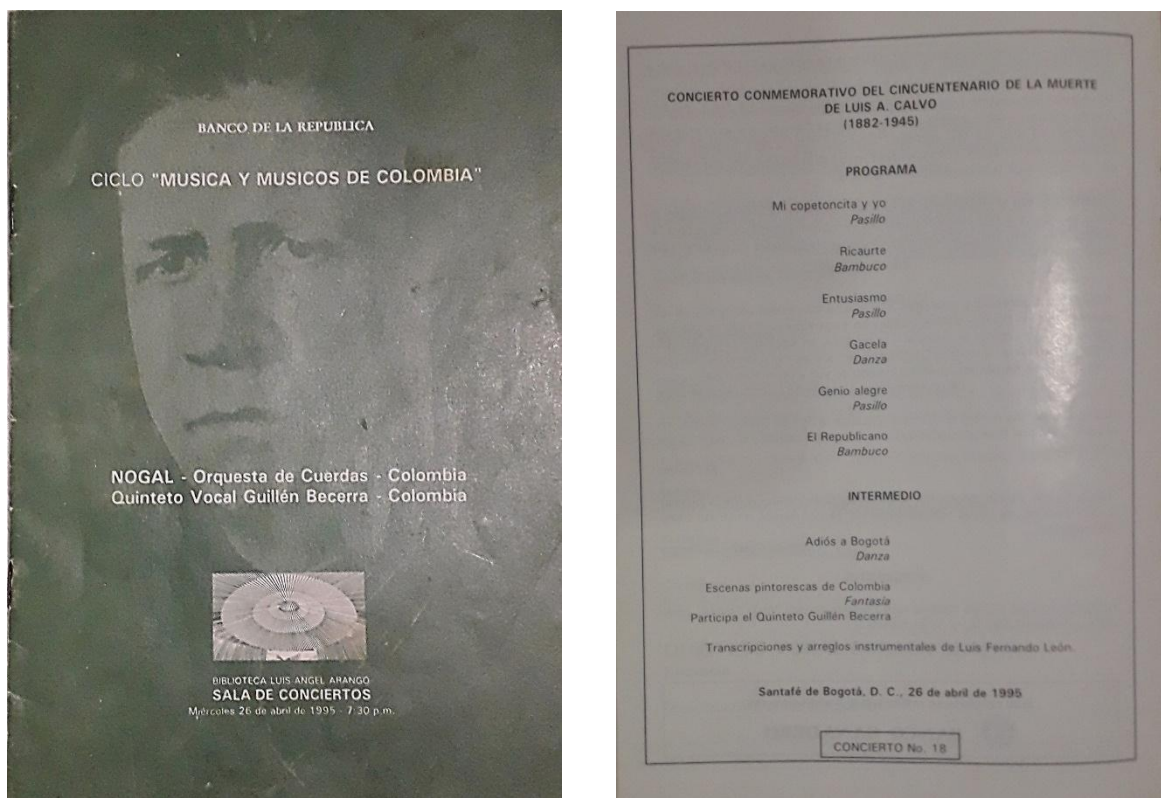 BANCO DE LA REPUBLICA
CICLO "MUSICA Y MUSICOS DE COLOMBIA"
NOGAL - Orquesta de Cuerdas - Colombia
Quinteto Vocal Guillén Becerra - Colombia
BIBLIOTECA LUIS ANGEL ARANGO
SALA DE CONCIERTOS
Miércoles 26 de abril de 1995 - 7:30 p.m.
CONCIERTO CONMEMORATIVO DEL CINCUENTENARIO DE LA MUERTE
DE LUIS A. CALVO
(1882-1945)
PROGRAMA
Mi copetoncita y yo
Pasillo
Ricaurte
Bambuco
Entusiasmo
Pasillo
Gacela
Danza
Genio alegre
Pasillo
El Republicano
Bambuco
INTERMEDIO
Adiós a Bogotá
Danza
Escenas pintorescas de Colombia
Fantasía
Participa el Quinteto Guillén Becerra
Transcripciones y arreglos instrumentales de Luis Fernando León.
Santafé de Bogotá, D. C., 26 de abril de 1995
CONCIERTO No. 18